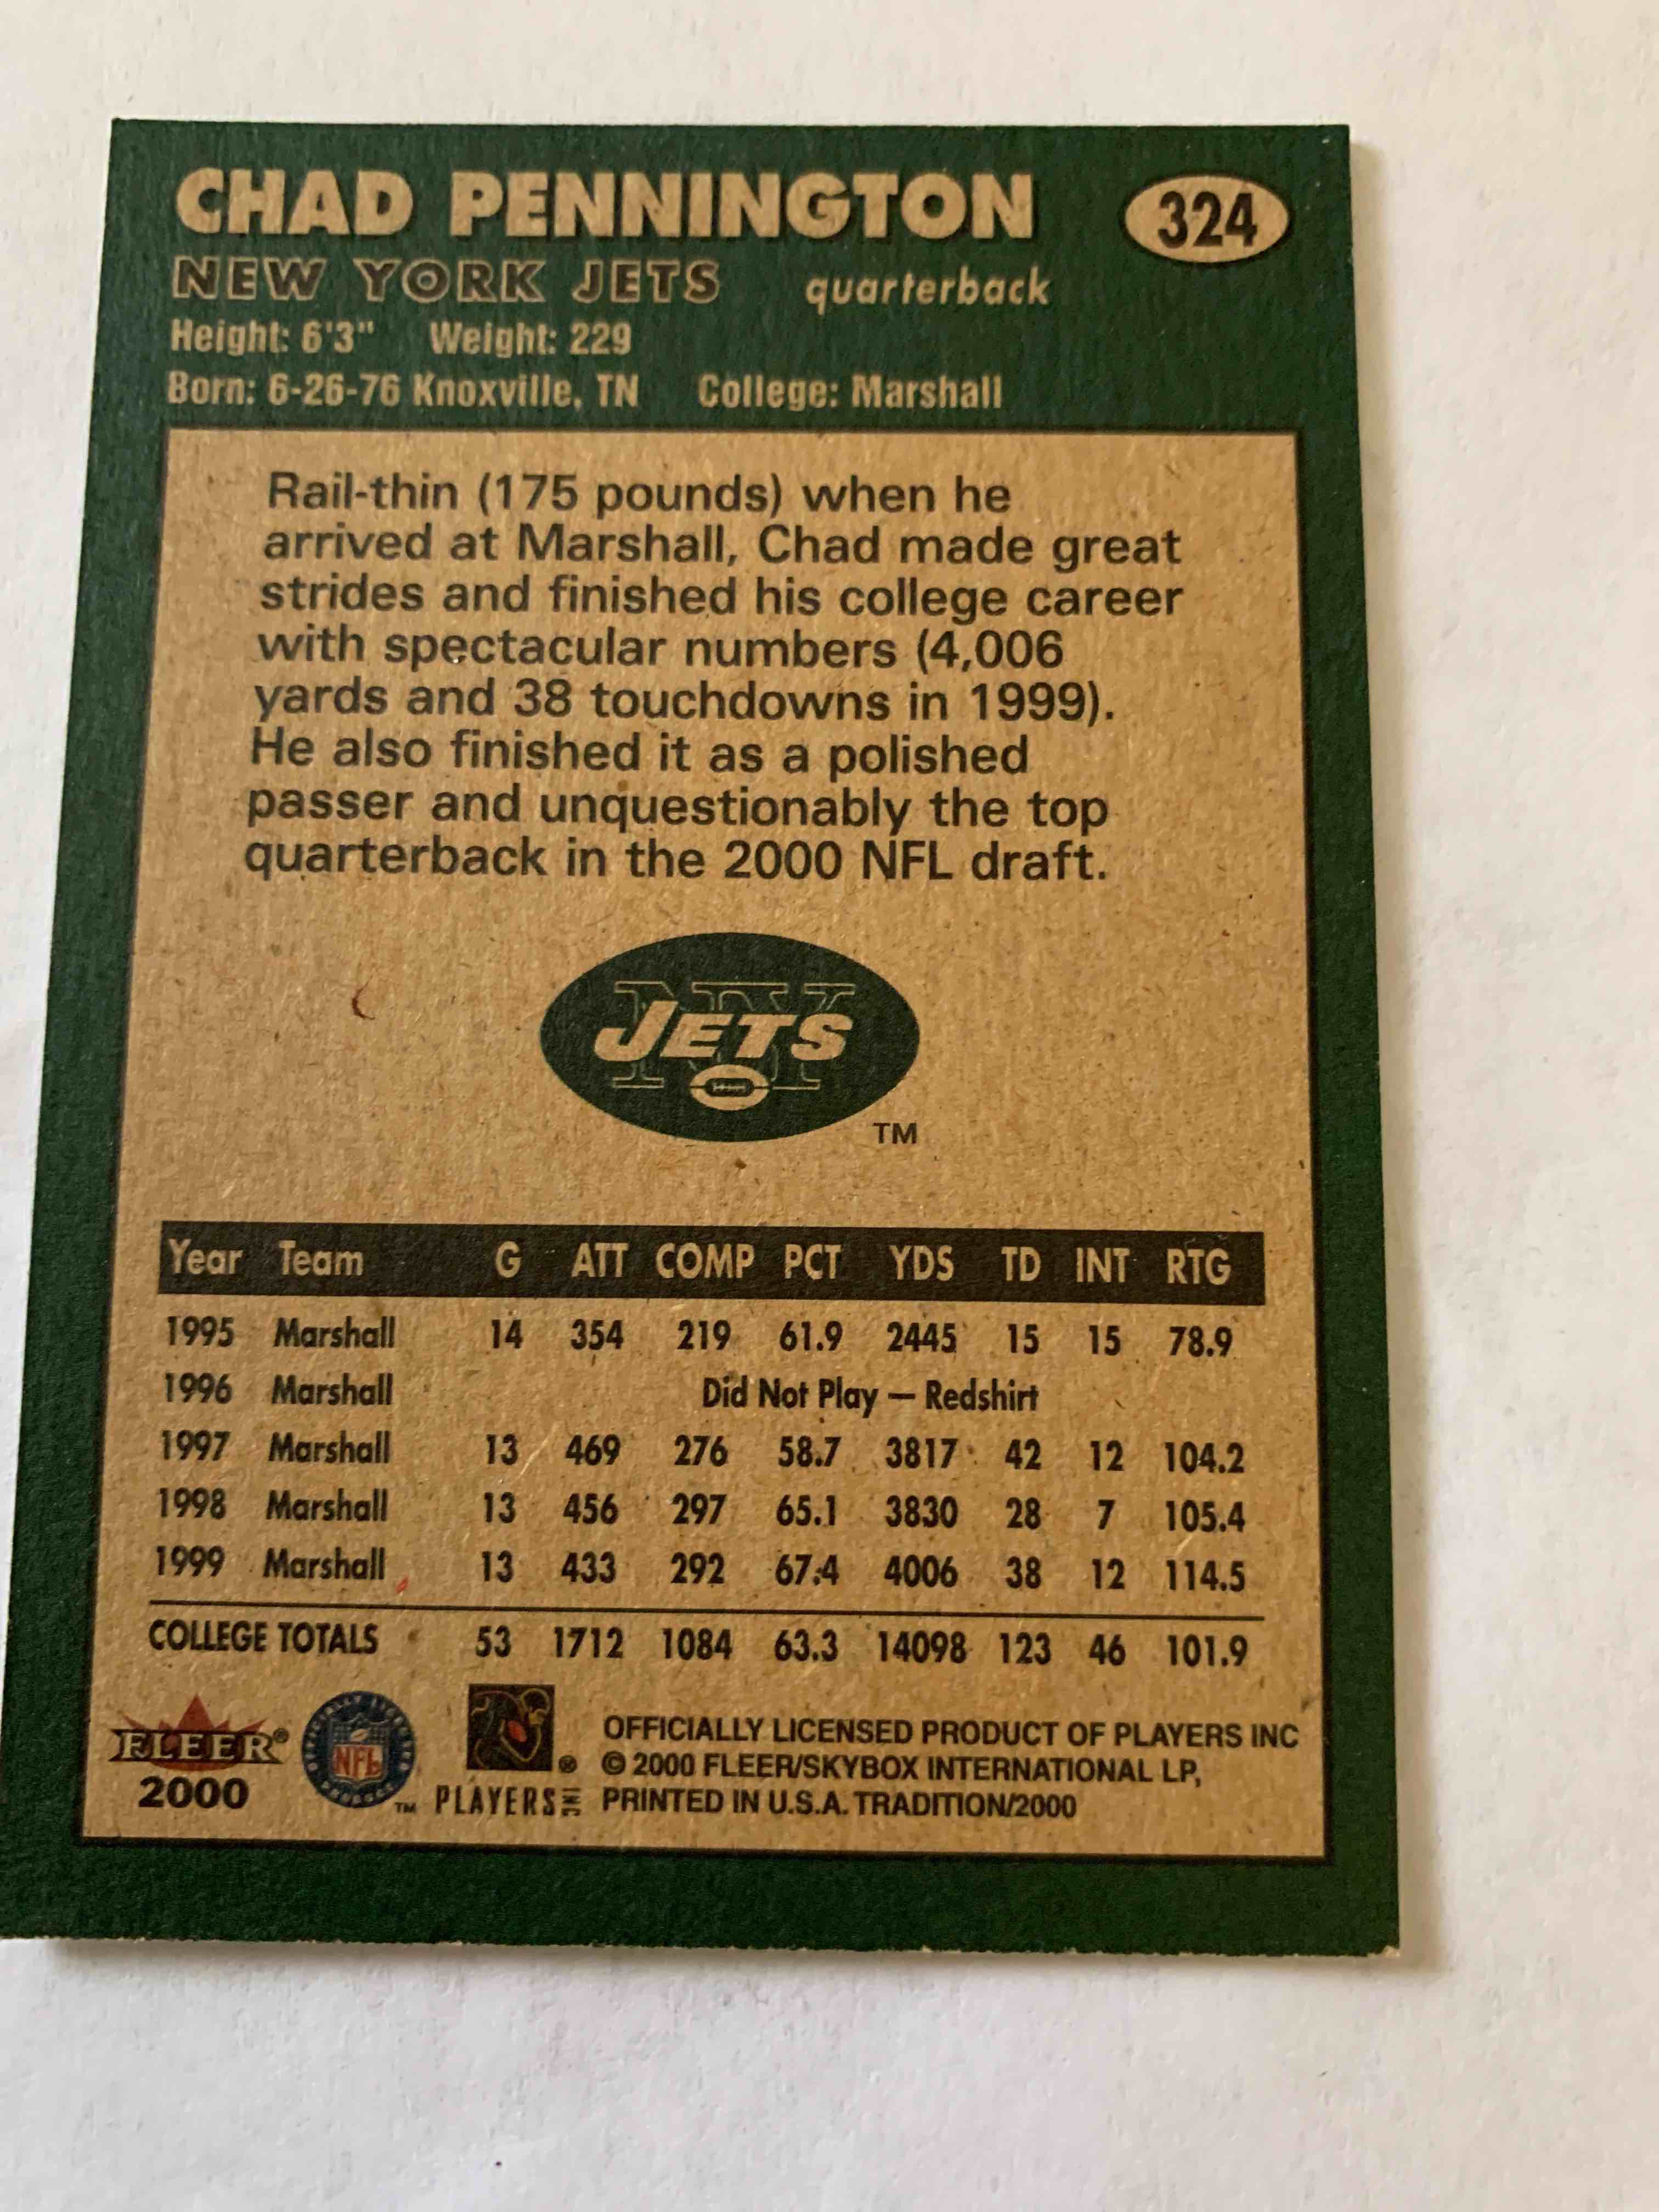 CHAD PENNINGTON 324
NEW YORK JETS quarterback
Height: 6'3" Weight: 229
Born: 6-26-76 Knoxville, TN College: Marshall
Rail-thin (175 pounds) when he
arrived at Marshall, Chad made great
strides and finished his college career
with spectacular numbers (4,006
yards and 38 touchdowns in 1999).
He also finished it as a polished
passer and unquestionably the top
quarterback in the 2000 NFL draft.
NY
JETS
TM
Year Team G ATT COMP PCT YDS TD INT RTG
1995 Marshall 14 354 219 61.9 2445 15 15 78.9
1996 Marshall Did Not Play — Redshirt
1997 Marshall 13 469 276 58.7 3817 42 12 104.2
1998 Marshall 13 456 297 65.1 3830 28 7 105.4
1999 Marshall 13 433 292 67.4 4006 38 12 114.5
COLLEGE TOTALS 53 1712 1084 63.3 14098 123 46 101.9
FLEER®
2000
NFL
TM
®
PLAYERS INC
OFFICIALLY LICENSED PRODUCT OF PLAYERS INC
© 2000 FLEER/SKYBOX INTERNATIONAL LP,
PRINTED IN U.S.A. TRADITION/2000